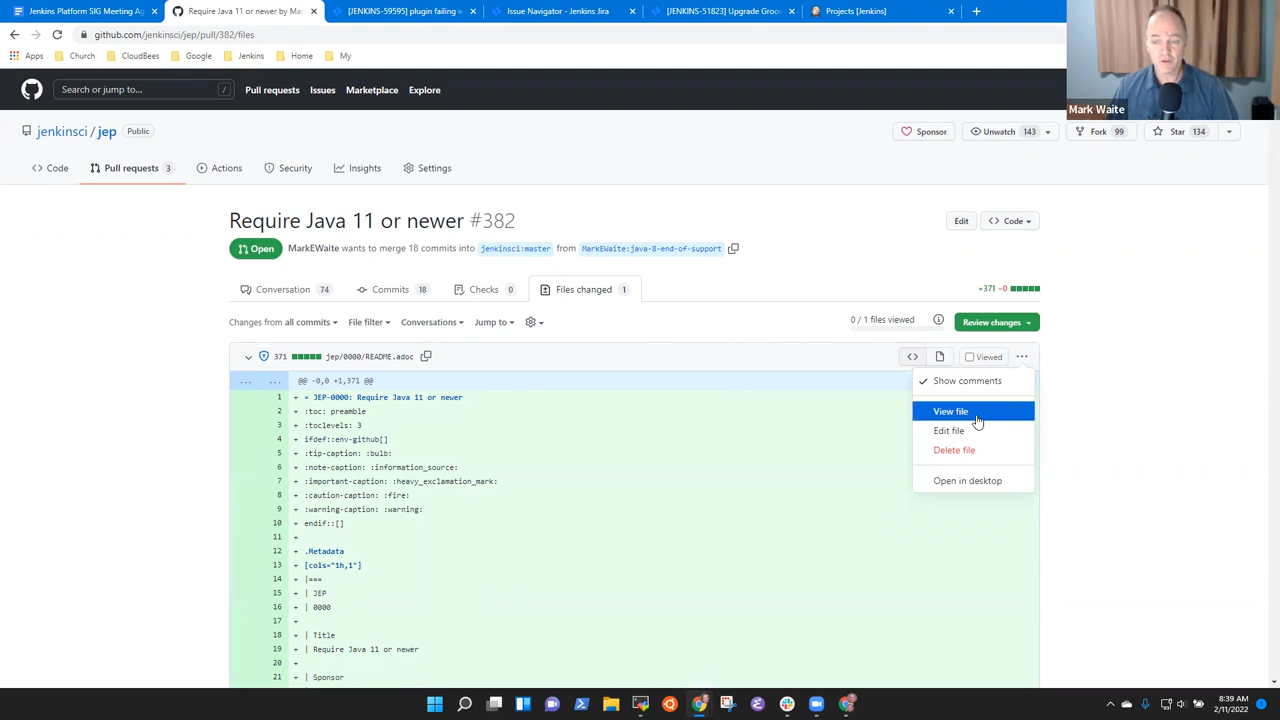 Jenkins Platform SIG Meeting Ag
Require Java 11 or newer by Ma
[JENKINS-59595] plugin failing w
Issue Navigator - Jenkins Jira
[JENKINS-51823] Upgrade Groo
Projects [Jenkins]
github.com/jenkinsci/jep/pull/382/files
Apps Church CloudBees Google Jenkins Home My
Search or jump to... /
Pull requests Issues Marketplace Explore
Mark Waite
jenkinsci / jep Public
Sponsor Unwatch 143 Fork 99 Star 134
Code Pull requests 3 Actions Security Insights Settings
Require Java 11 or newer #382
Edit <> Code
Open MarkEWaite wants to merge 18 commits into jenkinsci:master from MarkEWaite:java-8-end-of-support
Conversation 74 Commits 18 Checks 0 Files changed 1
+371 −0
Changes from all commits File filter Conversations Jump to
0 / 1 files viewed Review changes
371 jep/0000/README.adoc <> Viewed ...
... ... @@ -0,0 +1,371 @@
1 + = JEP-0000: Require Java 11 or newer
2 + :toc: preamble
3 + :toclevels: 3
4 + ifdef::env-github[]
5 + :tip-caption: :bulb:
6 + :note-caption: :information_source:
7 + :important-caption: :heavy_exclamation_mark:
8 + :caution-caption: :fire:
9 + :warning-caption: :warning:
10 + endif::[]
11 +
12 + .Metadata
13 + [cols="1h,1"]
14 + |===
15 + | JEP
16 + | 0000
17 +
18 + | Title
19 + | Require Java 11 or newer
20 +
21 + | Sponsor
Show comments
View file
Edit file
Delete file
Open in desktop
8:39 AM
2/11/2022